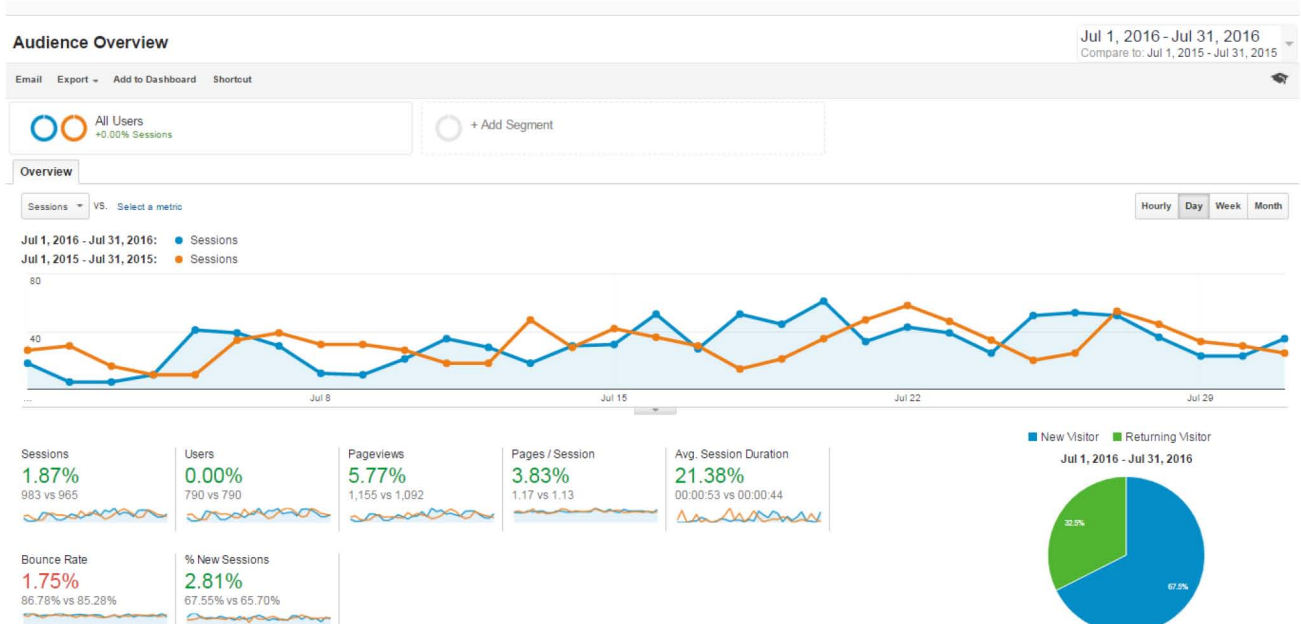 Audience Overview
Jul 1, 2016 - Jul 31, 2016
Compare to: Jul 1, 2015 - Jul 31, 2015
Email Export Add to Dashboard Shortcut
All Users
+0.00% Sessions
+ Add Segment
Overview
Sessions VS. Select a metric
Hourly Day Week Month
Jul 1, 2016 - Jul 31, 2016: Sessions
Jul 1, 2015 - Jul 31, 2015: Sessions
80
40
... Jul 8 Jul 15 Jul 22 Jul 29
New Visitor Returning Visitor
Jul 1, 2016 - Jul 31, 2016
32.5%
67.5%
Sessions Users Pageviews Pages / Session Avg. Session Duration
1.87% 0.00% 5.77% 3.83% 21.38%
983 vs 965 790 vs 790 1,155 vs 1,092 1.17 vs 1.13 00:00:53 vs 00:00:44
Bounce Rate % New Sessions
1.75% 2.81%
86.78% vs 85.28% 67.55% vs 65.70%